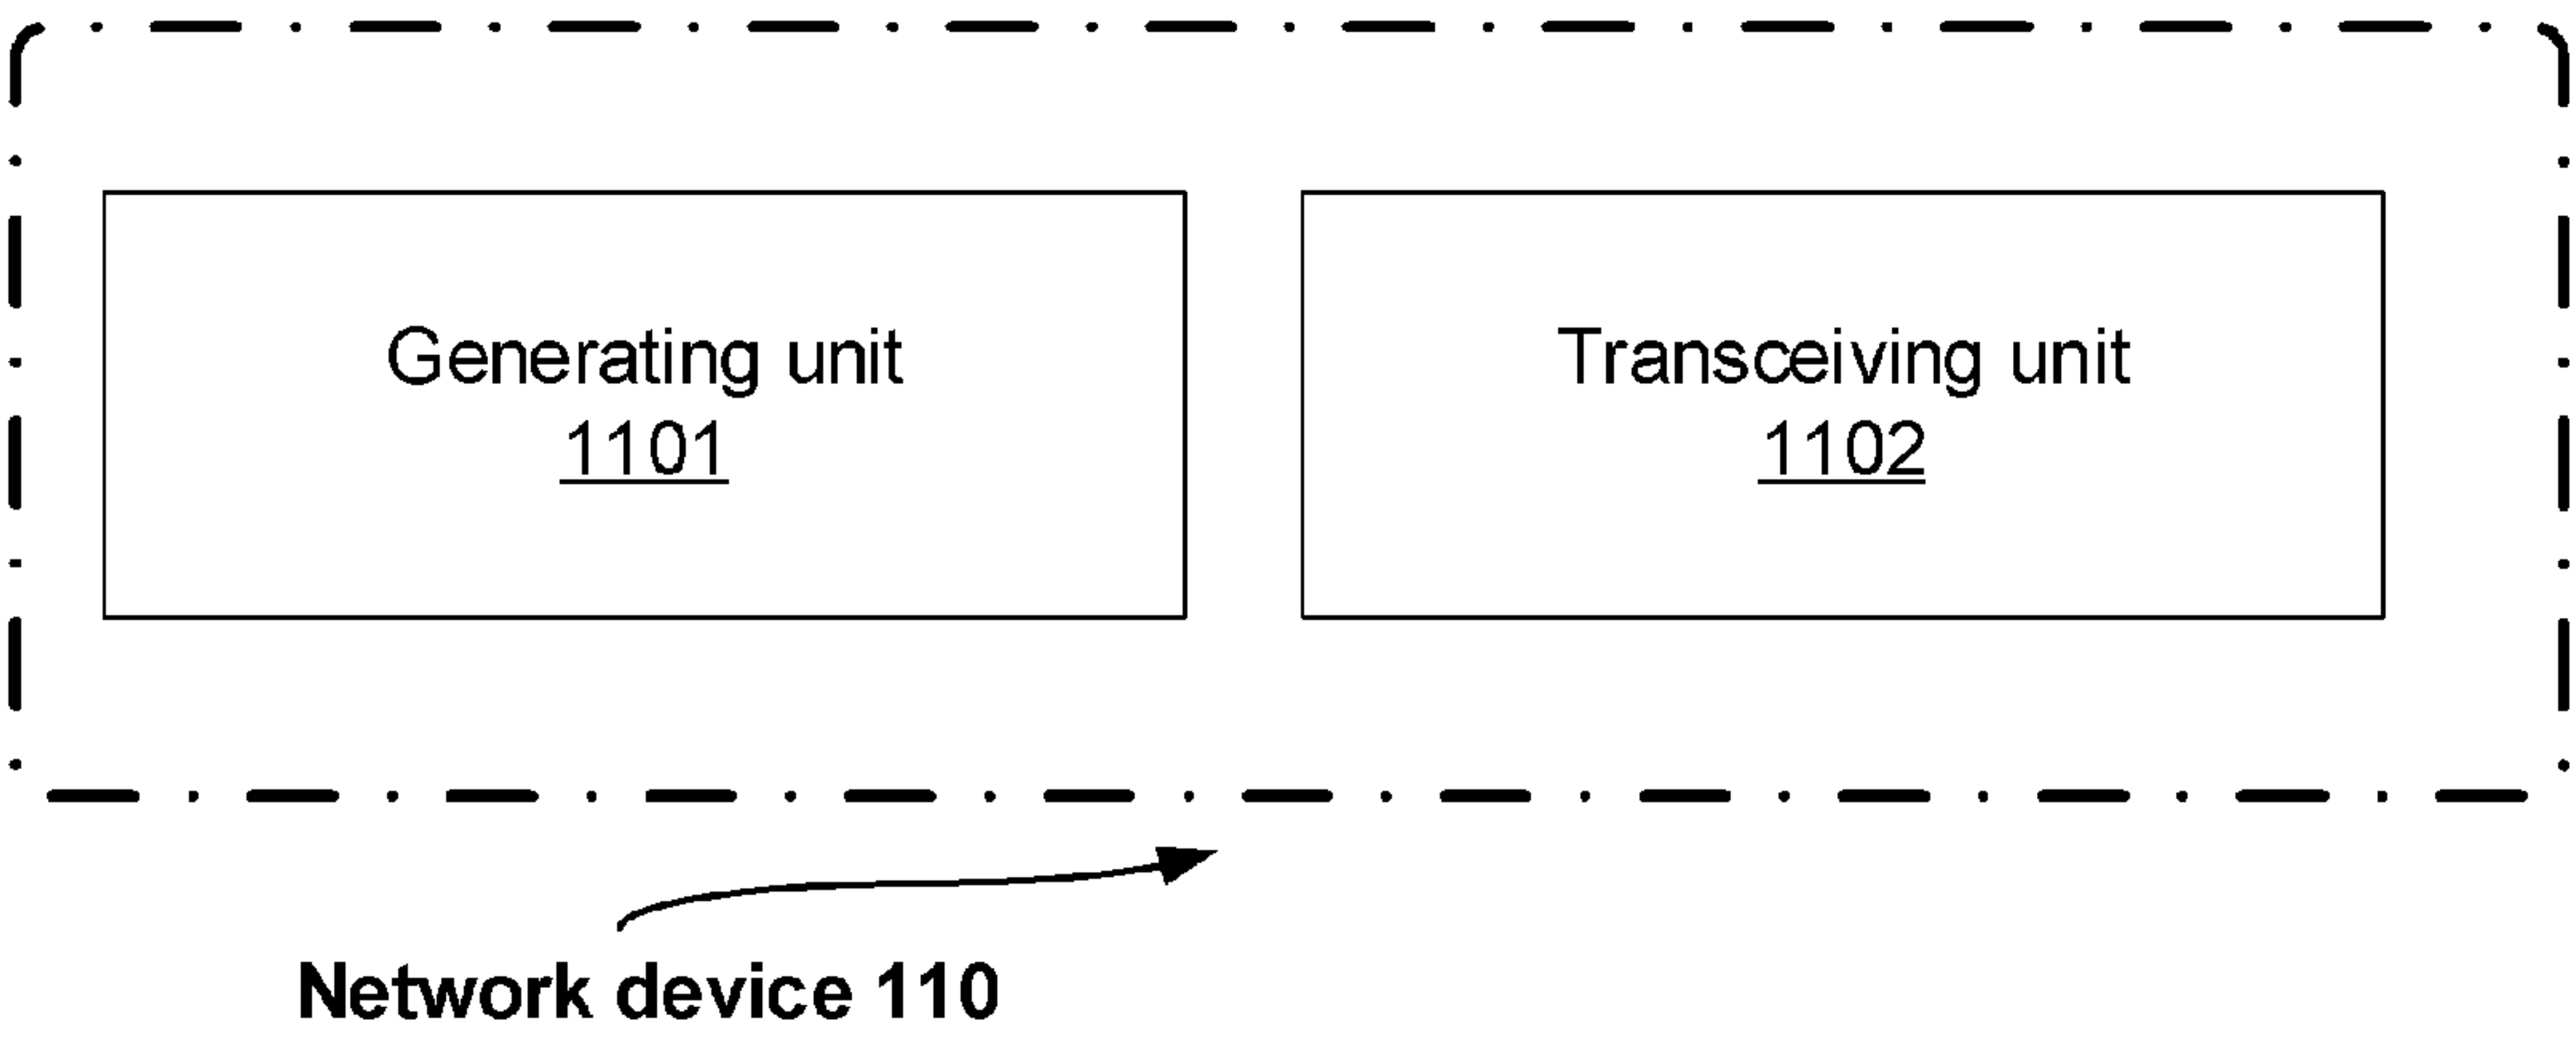 Generating unit
1101
Transceiving unit
1102
Network device 110